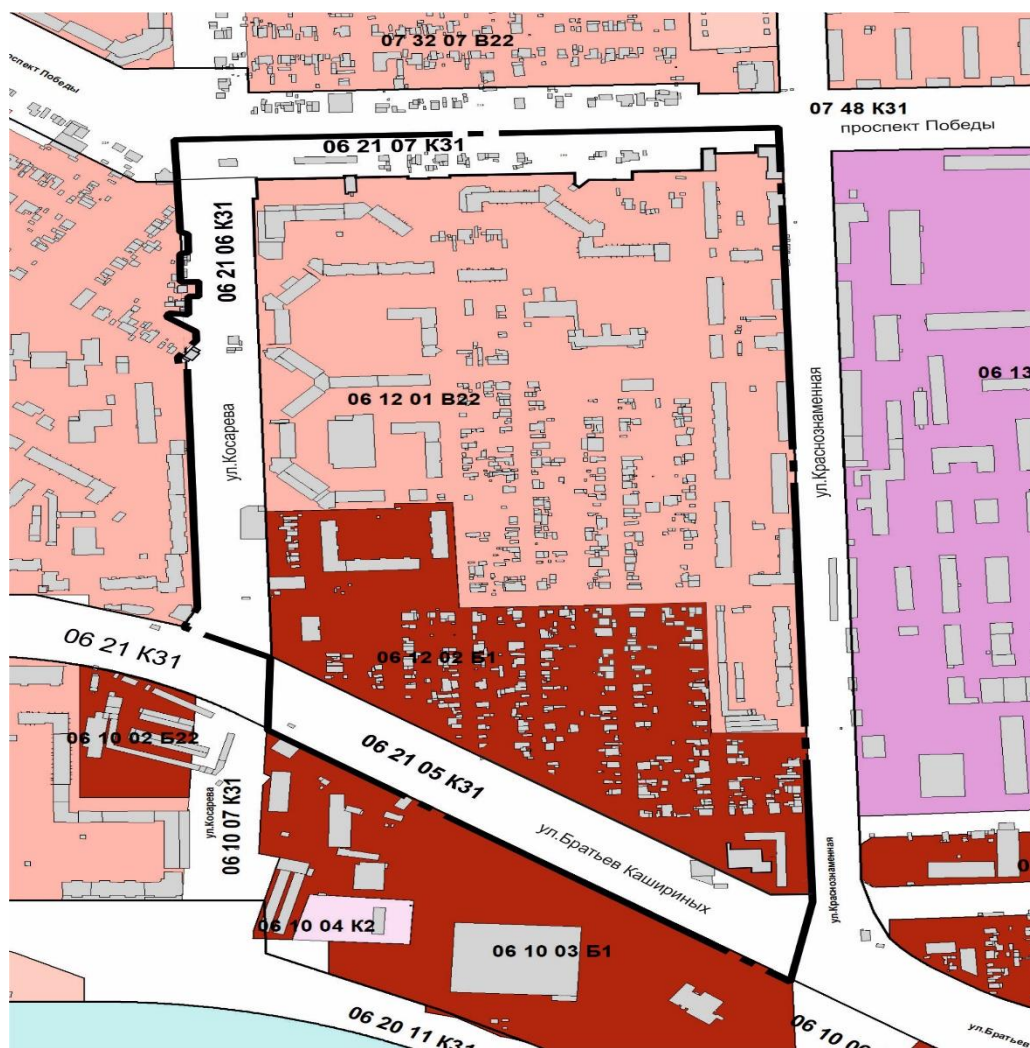 07 32 07 В22
проспект Победы
07 48 К31
проспект Победы
06 21 07 К31
06 21 06 К31
06 13
ул.Косарева
06 12 01 В22
ул.Краснознаменная
06 21 К31
06 12 02 Б1
06 10 02 Б22
06 21 05 К31
ул.Косарева
06 10 07 К31
ул.Братьев Кашириных
ул.Краснознаменная
06 10 04 К2
06 10 03 Б1
06 20 11 К31
06 10 09
ул.Братьев